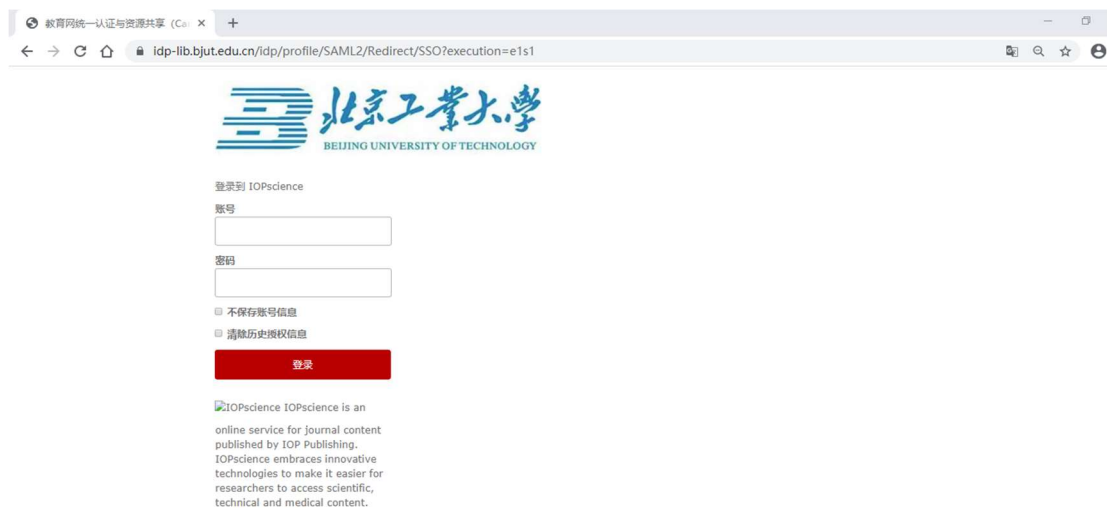 教育网统一认证与资源共享 (Ca
idp-lib.bjut.edu.cn/idp/profile/SAML2/Redirect/SSO?execution=e1s1
北京工业大学
BEIJING UNIVERSITY OF TECHNOLOGY
登录到 IOPscience
账号
密码
不保存账号信息
清除历史授权信息
登录
IOPscience IOPscience is an
online service for journal content
published by IOP Publishing.
IOPscience embraces innovative
technologies to make it easier for
researchers to access scientific,
technical and medical content.